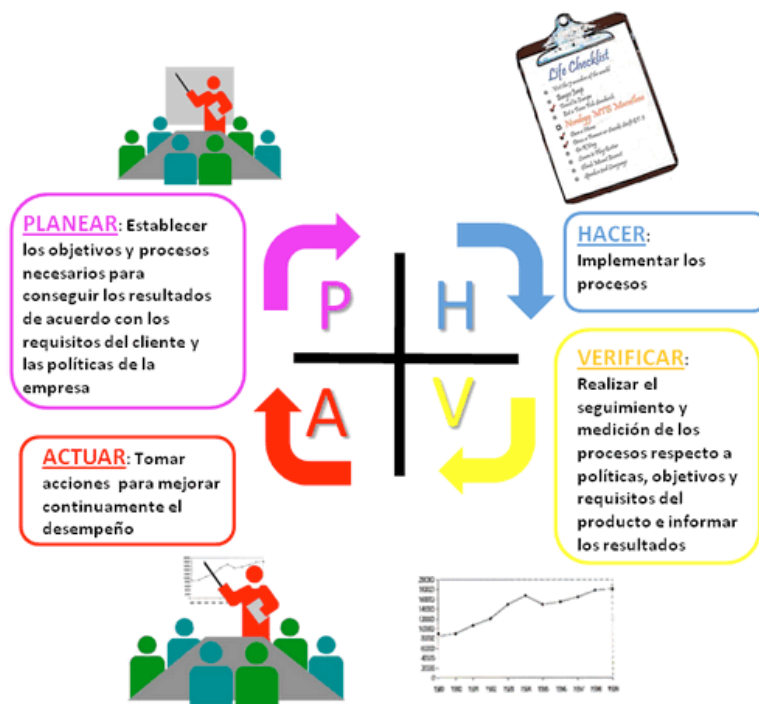 Life Checklist
PLANEAR: Establecer
los objetivos y procesos
necesarios para
conseguir los resultados
de acuerdo con los
requisitos del cliente y
las políticas de la
empresa
P
H
HACER:
Implementar los
procesos
A
V
VERIFICAR:
Realizar el
seguimiento y
medición de los
procesos respecto a
políticas, objetivos y
requisitos del
producto e informar
los resultados
ACTUAR: Tomar
acciones para mejorar
continuamente el
desempeño